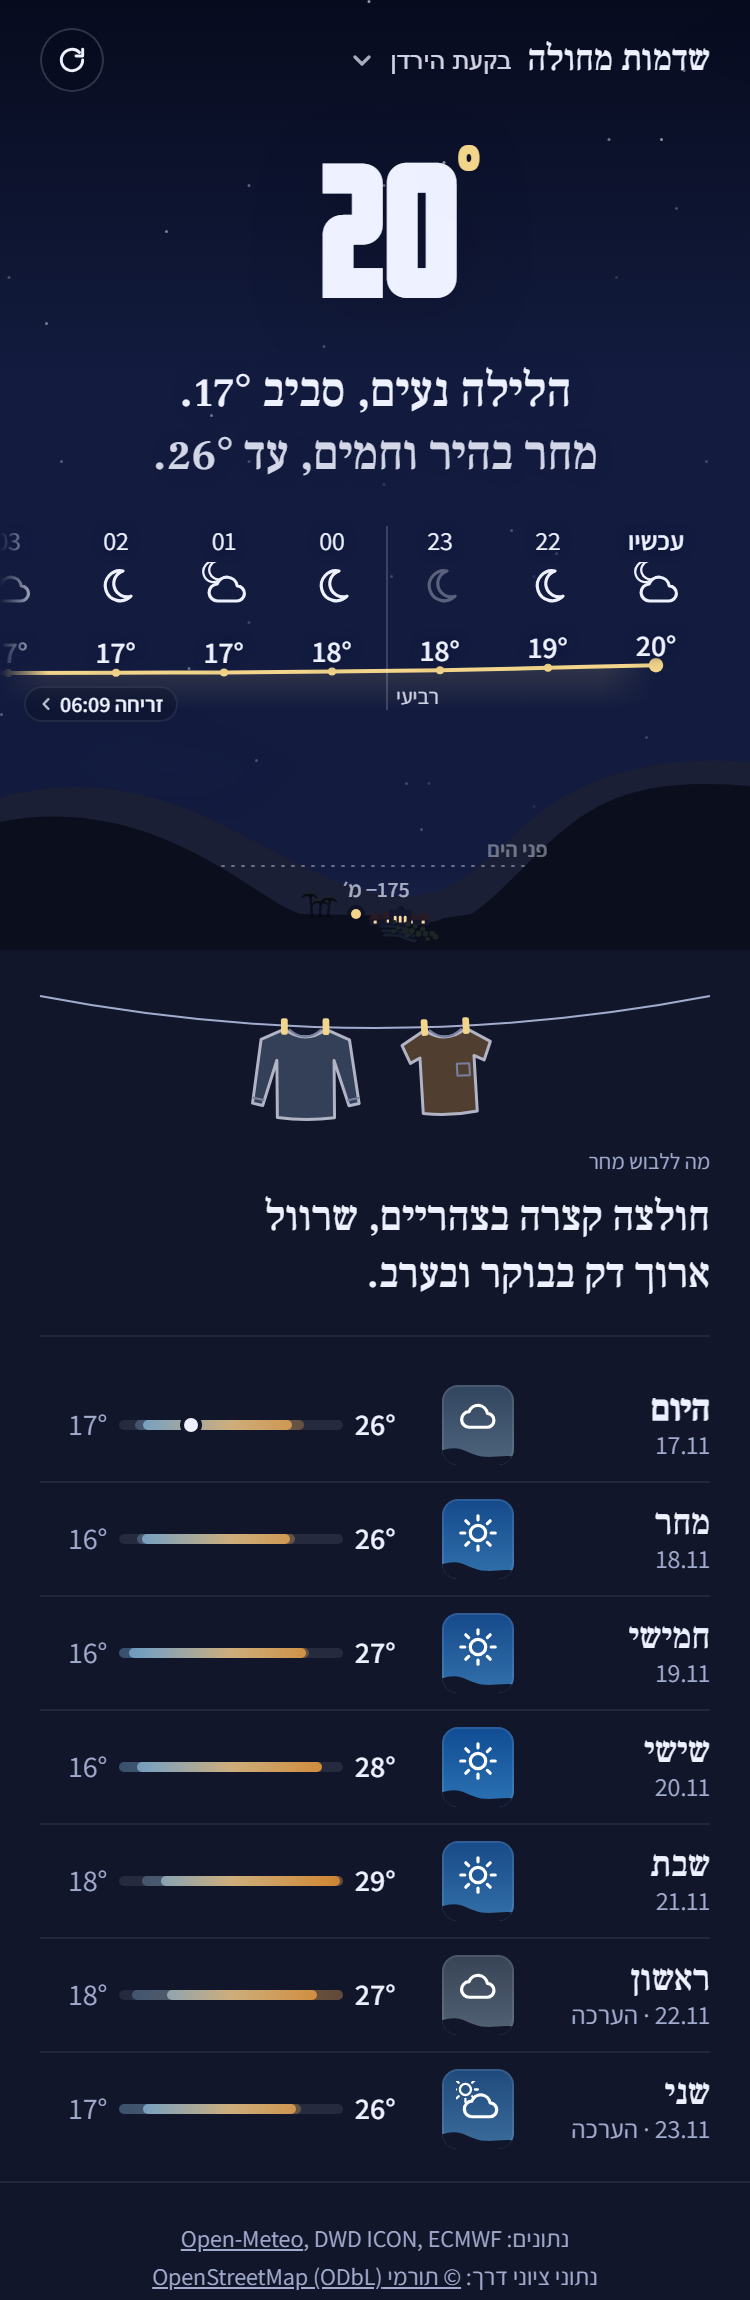 שדמות מחולה בקעת הירדן
20°
הלילה נעים, סביב 17°.
מחר בהיר וחמים, עד 26°.
עכשיו 22 23 00 01 02 03
20° 19° 18° 18° 17° 17° 7°
רביעי
זריחה 06:09
פני הים
−175 מ׳
מה ללבוש מחר
חולצה קצרה בצהריים, שרוול
ארוך דק בבוקר ובערב.
היום
17.11
26° 17°
מחר
18.11
26° 16°
חמישי
19.11
27° 16°
שישי
20.11
28° 16°
שבת
21.11
29° 18°
ראשון
22.11 · הערכה
27° 18°
שני
23.11 · הערכה
26° 17°
נתונים: Open-Meteo, DWD ICON, ECMWF
נתוני ציוני דרך: © תורמי OpenStreetMap (ODbL)